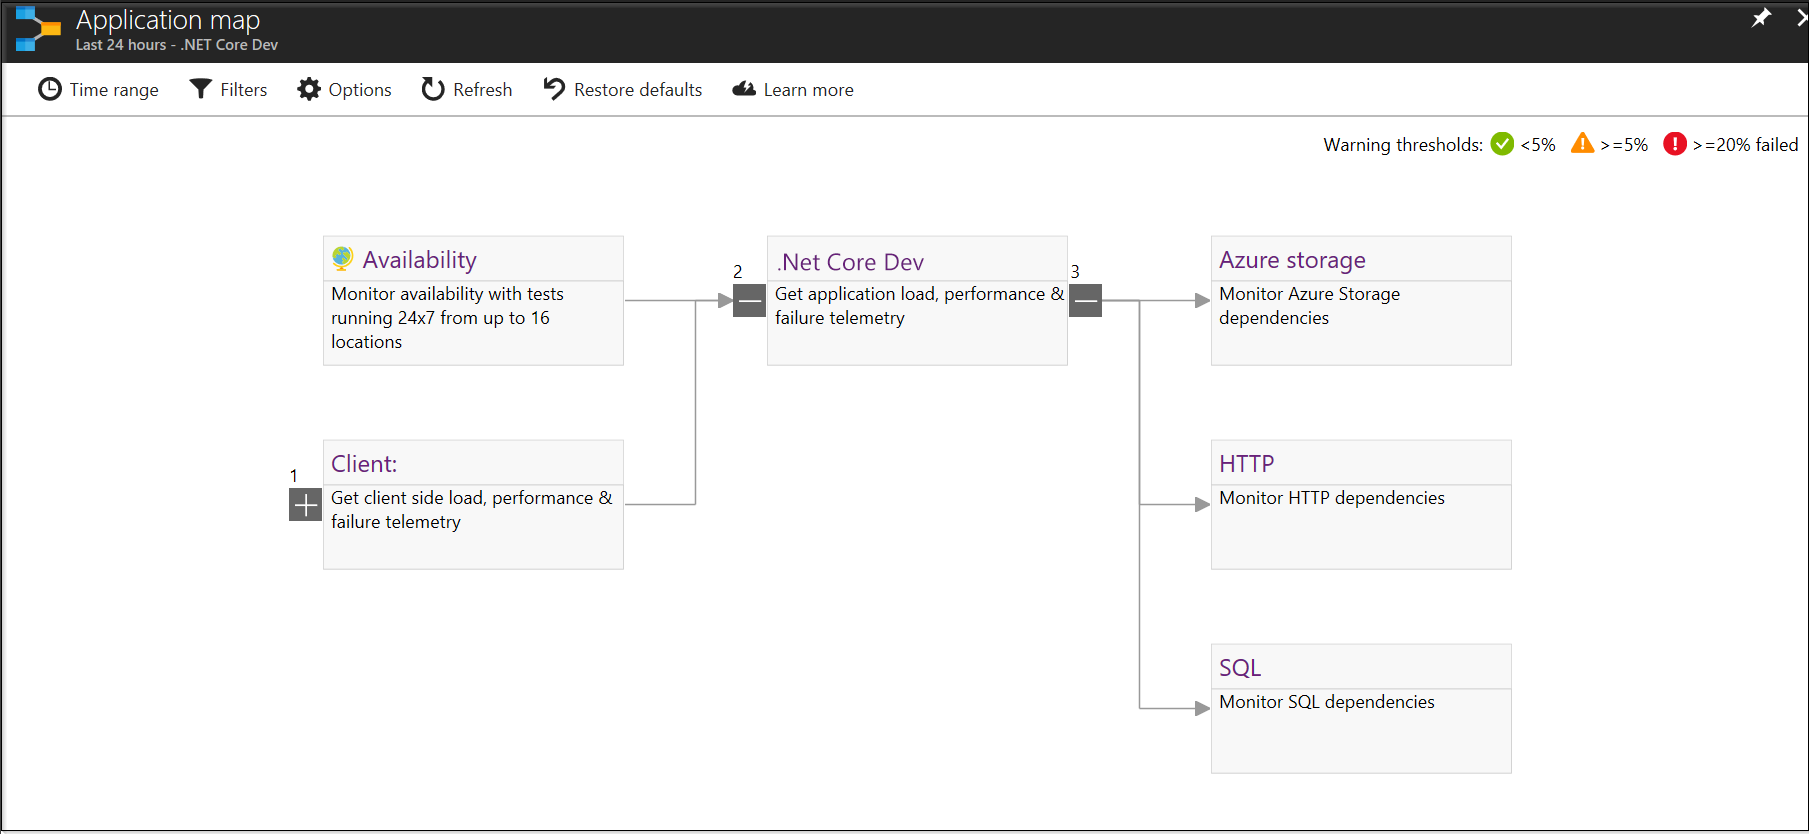 Application map
Last 24 hours - .NET Core Dev
Time range Filters Options Refresh Restore defaults Learn more
Warning thresholds: <5% >=5% >=20% failed
Availability
Monitor availability with tests
running 24x7 from up to 16
locations
2
.Net Core Dev
Get application load, performance &
failure telemetry
3
Azure storage
Monitor Azure Storage
dependencies
1
Client:
Get client side load, performance &
failure telemetry
HTTP
Monitor HTTP dependencies
SQL
Monitor SQL dependencies